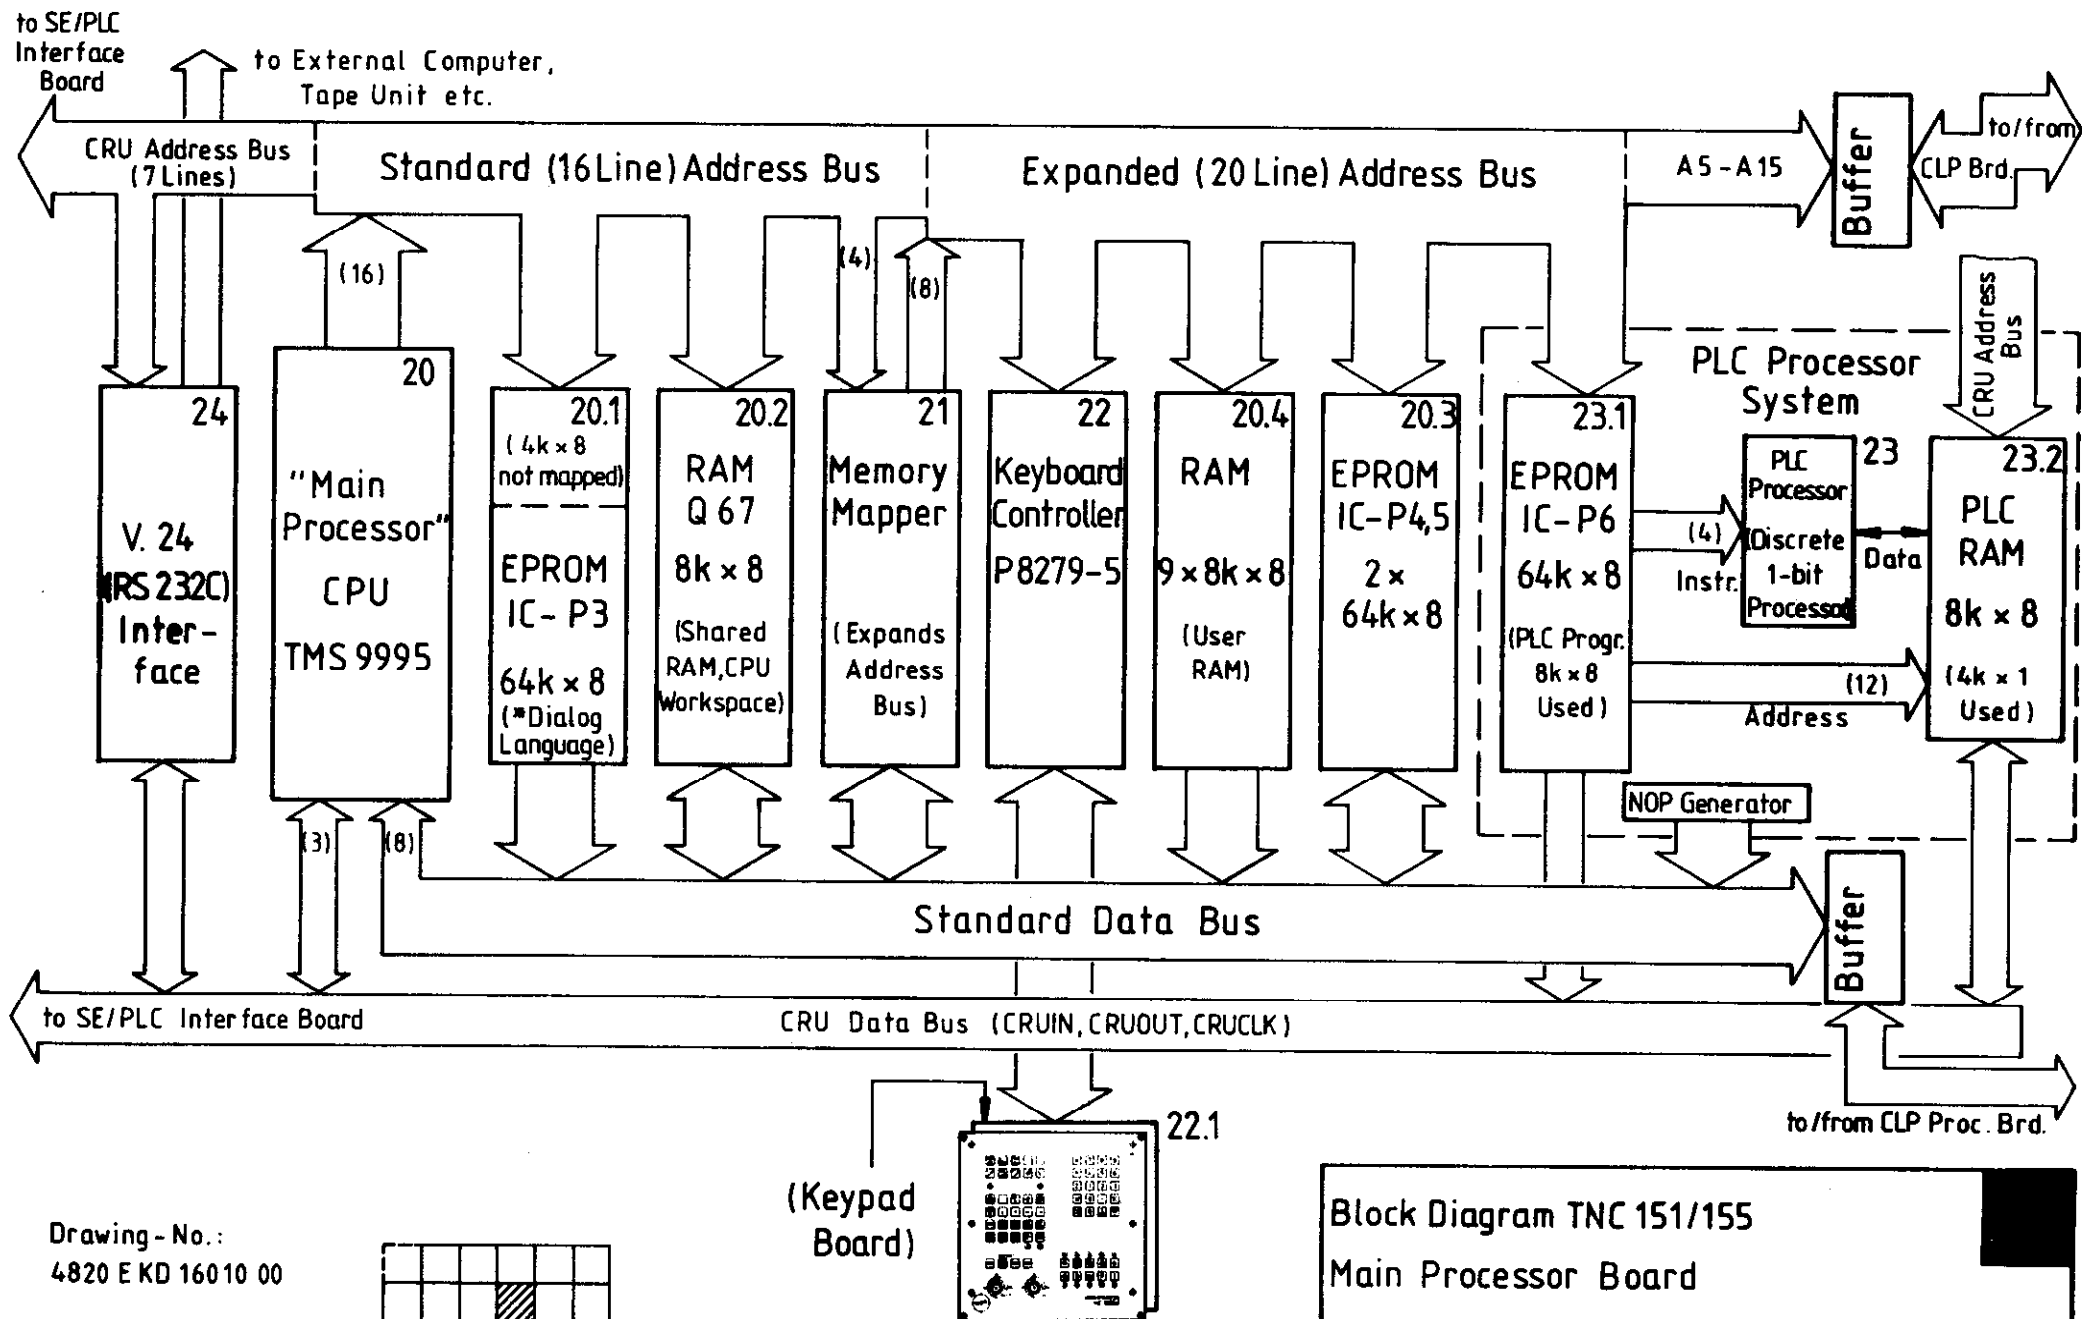 to SE/PLC
Interface
Board
to External Computer,
Tape Unit etc.
CRU Address Bus
(7 Lines)
Standard (16 Line) Address Bus
Expanded (20 Line) Address Bus
A5-A15
Buffer
to/from
CLP Brd.
(16)
(4)
(8)
CRU Address
Bus
24
V. 24
(RS 232C)
Inter-
face
20
"Main
Processor"
CPU
TMS 9995
20.1
(4k × 8
not mapped)
EPROM
IC-P3
64k × 8
(*Dialog
Language)
20.2
RAM
Q 67
8k × 8
(Shared
RAM, CPU
Workspace)
21
Memory
Mapper
(Expands
Address
Bus)
22
Keyboard
Controller
P8279-5
20.4
RAM
9 × 8k × 8
(User
RAM)
20.3
EPROM
IC-P4,5
2 ×
64k × 8
23.1
EPROM
IC-P6
64k × 8
(PLC Progr.
8k × 8
Used)
PLC Processor
System
PLC
Processor
(Discrete
1-bit
Processor)
23
(4)
Instr.
Data
(12)
Address
23.2
PLC
RAM
8k × 8
(4k × 1
Used)
NOP Generator
(3)
(8)
Standard Data Bus
Buffer
to SE/PLC Interface Board
CRU Data Bus (CRUIN, CRUOUT, CRUCLK)
to/from CLP Proc. Brd.
22.1
(Keypad
Board)
Drawing-No.:
4820 E KD 16010 00
Block Diagram TNC 151/155
Main Processor Board